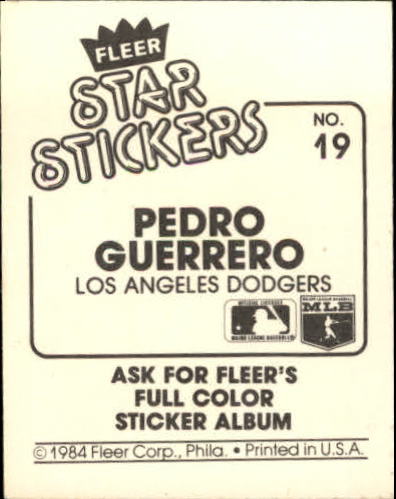 FLEER
STAR
STICKERS
NO.
19
PEDRO
GUERRERO
LOS ANGELES DODGERS
MLB
ASK FOR FLEER'S
FULL COLOR
STICKER ALBUM
© 1984 Fleer Corp., Phila. • Printed in U.S.A.